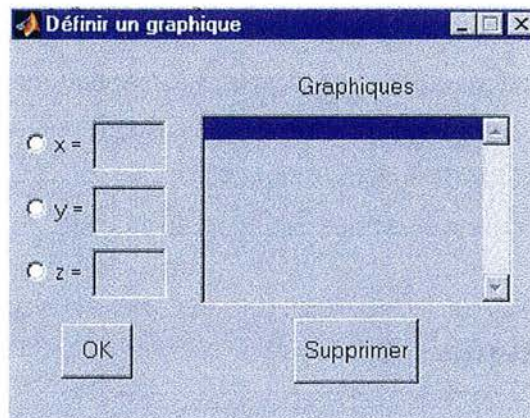 Définir un graphique
Graphiques
x =
y =
z =
OK
Supprimer